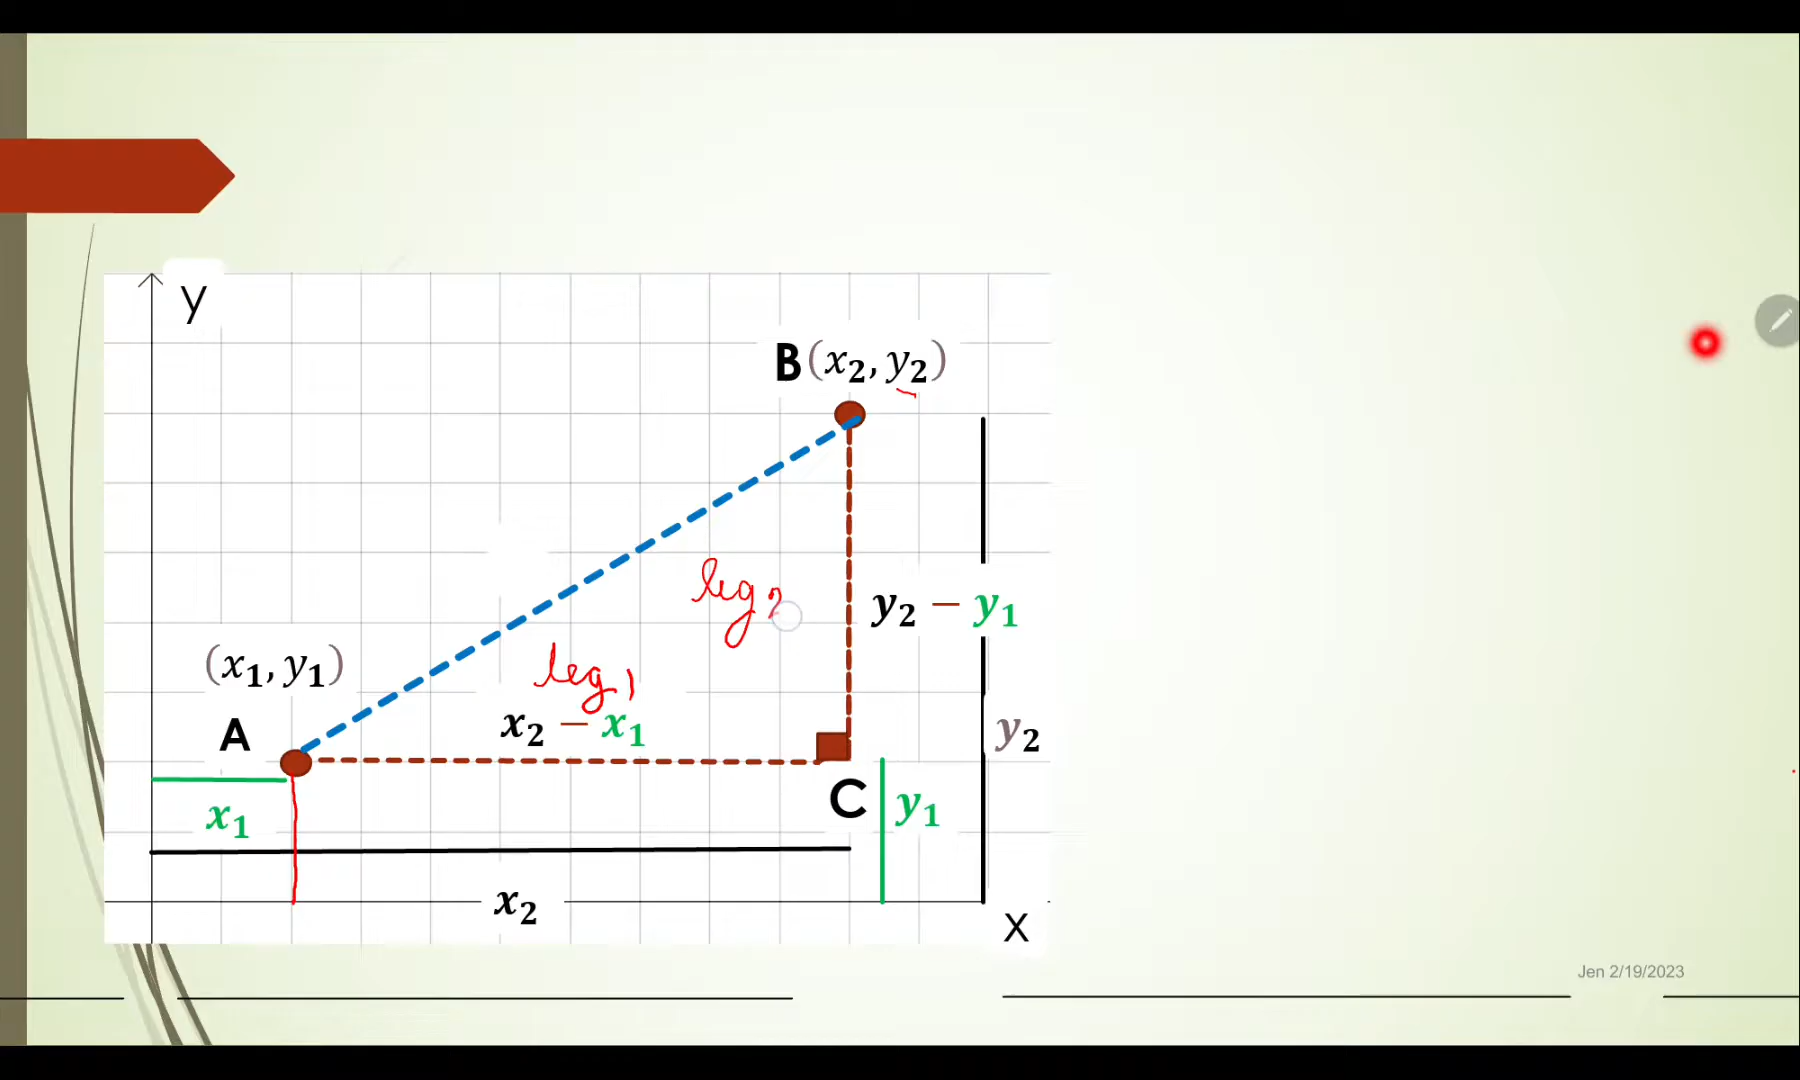 y
B(x₂, y₂)
leg 2
y₂ − y₁
(x₁, y₁)
leg 1
A
x₂ − x₁
y₂
x₁
C
y₁
x₂
X
Jen 2/19/2023